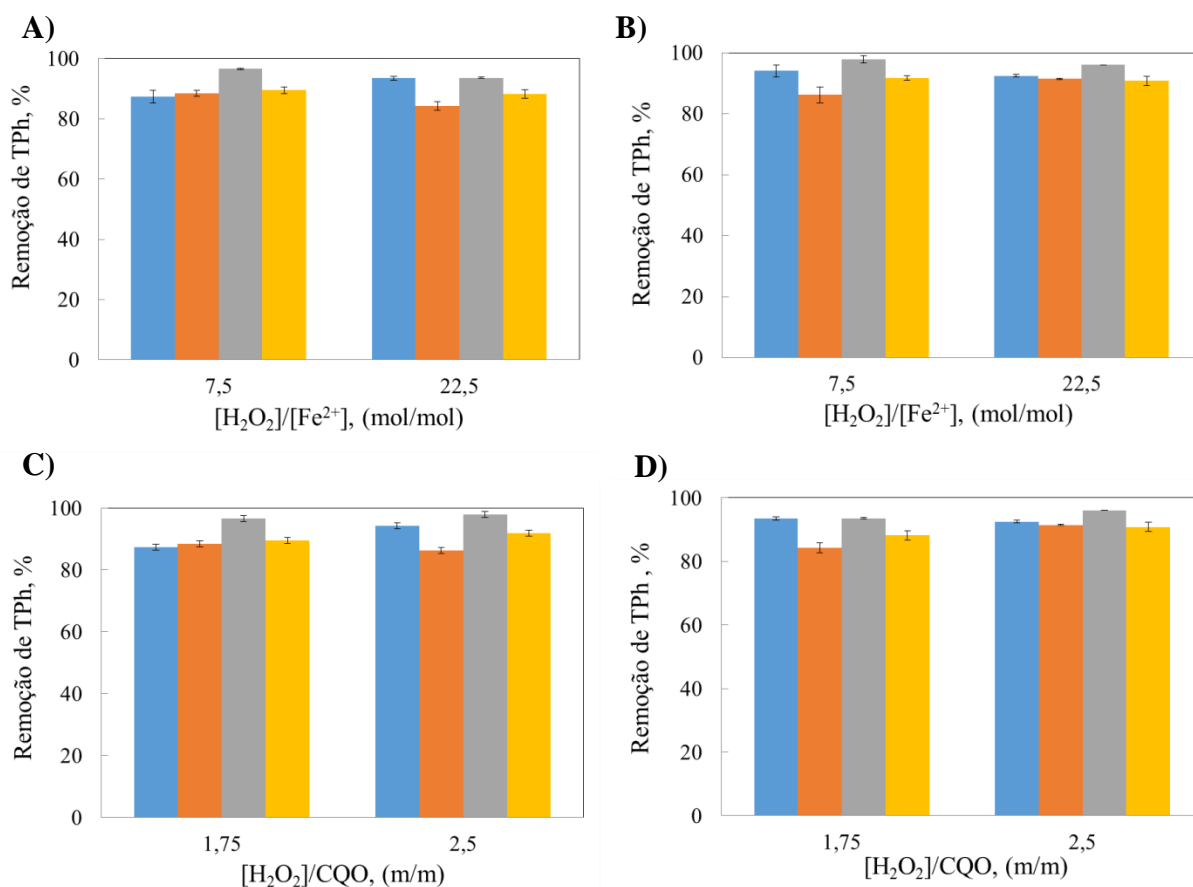 A)
Remoção de TPh, %
100
80
60
40
20
0
7,5
22,5
[H₂O₂]/[Fe²⁺], (mol/mol)
B)
Remoção de TPh, %
100
80
60
40
20
0
7,5
22,5
[H₂O₂]/[Fe²⁺], (mol/mol)
C)
Remoção de TPh, %
100
80
60
40
20
0
1,75
2,5
[H₂O₂]/CQO, (m/m)
D)
Remoção de TPh , %
100
80
60
40
20
0
1,75
2,5
[H₂O₂]/CQO, (m/m)